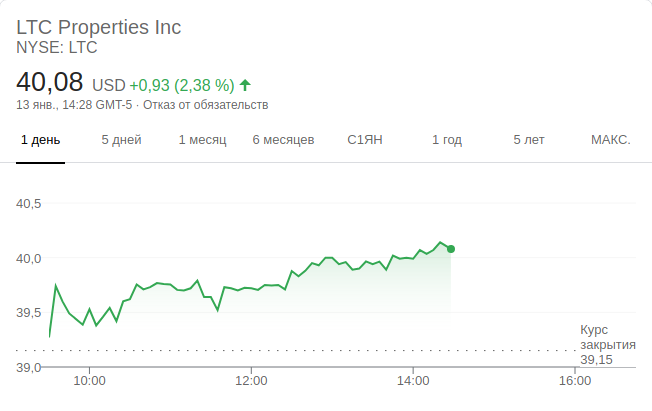 LTC Properties Inc
NYSE: LTC
40,08 USD +0,93 (2,38 %)
13 янв., 14:28 GMT-5 · Отказ от обязательств
1 день 5 дней 1 месяц 6 месяцев С1ЯН 1 год 5 лет МАКС.
40,5
40,0
39,5
39,0
Курс
закрытия
39,15
10:00 12:00 14:00 16:00